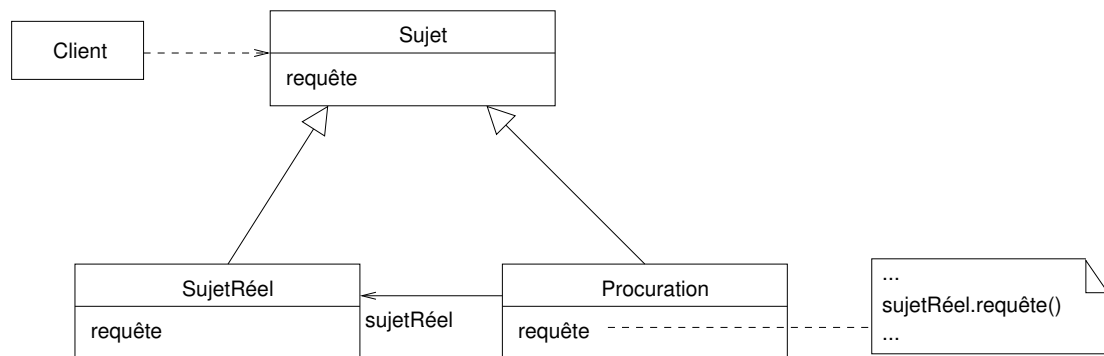 Client
Sujet
requête
SujetRéel
requête
sujetRéel
Procuration
requête
...
sujetRéel.requête()
...